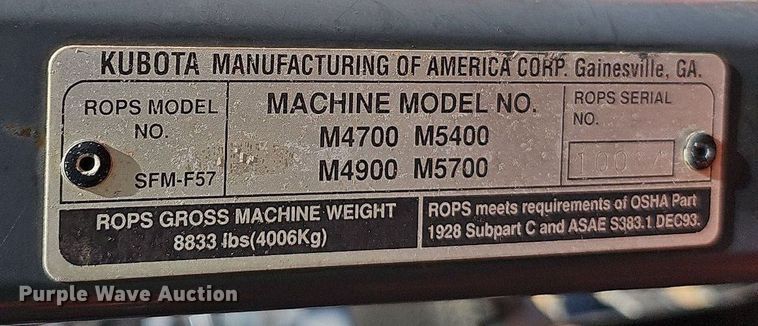 KUBOTA MANUFACTURING OF AMERICA CORP. Gainesville, GA.
ROPS MODEL
NO.
SFM-F57
MACHINE MODEL NO.
M4700 M5400
M4900 M5700
ROPS SERIAL
NO.
ROPS GROSS MACHINE WEIGHT
8833 lbs(4006Kg)
ROPS meets requirements of OSHA Part
1928 Subpart C and ASAE S383.1 DEC93.
Purple Wave Auction